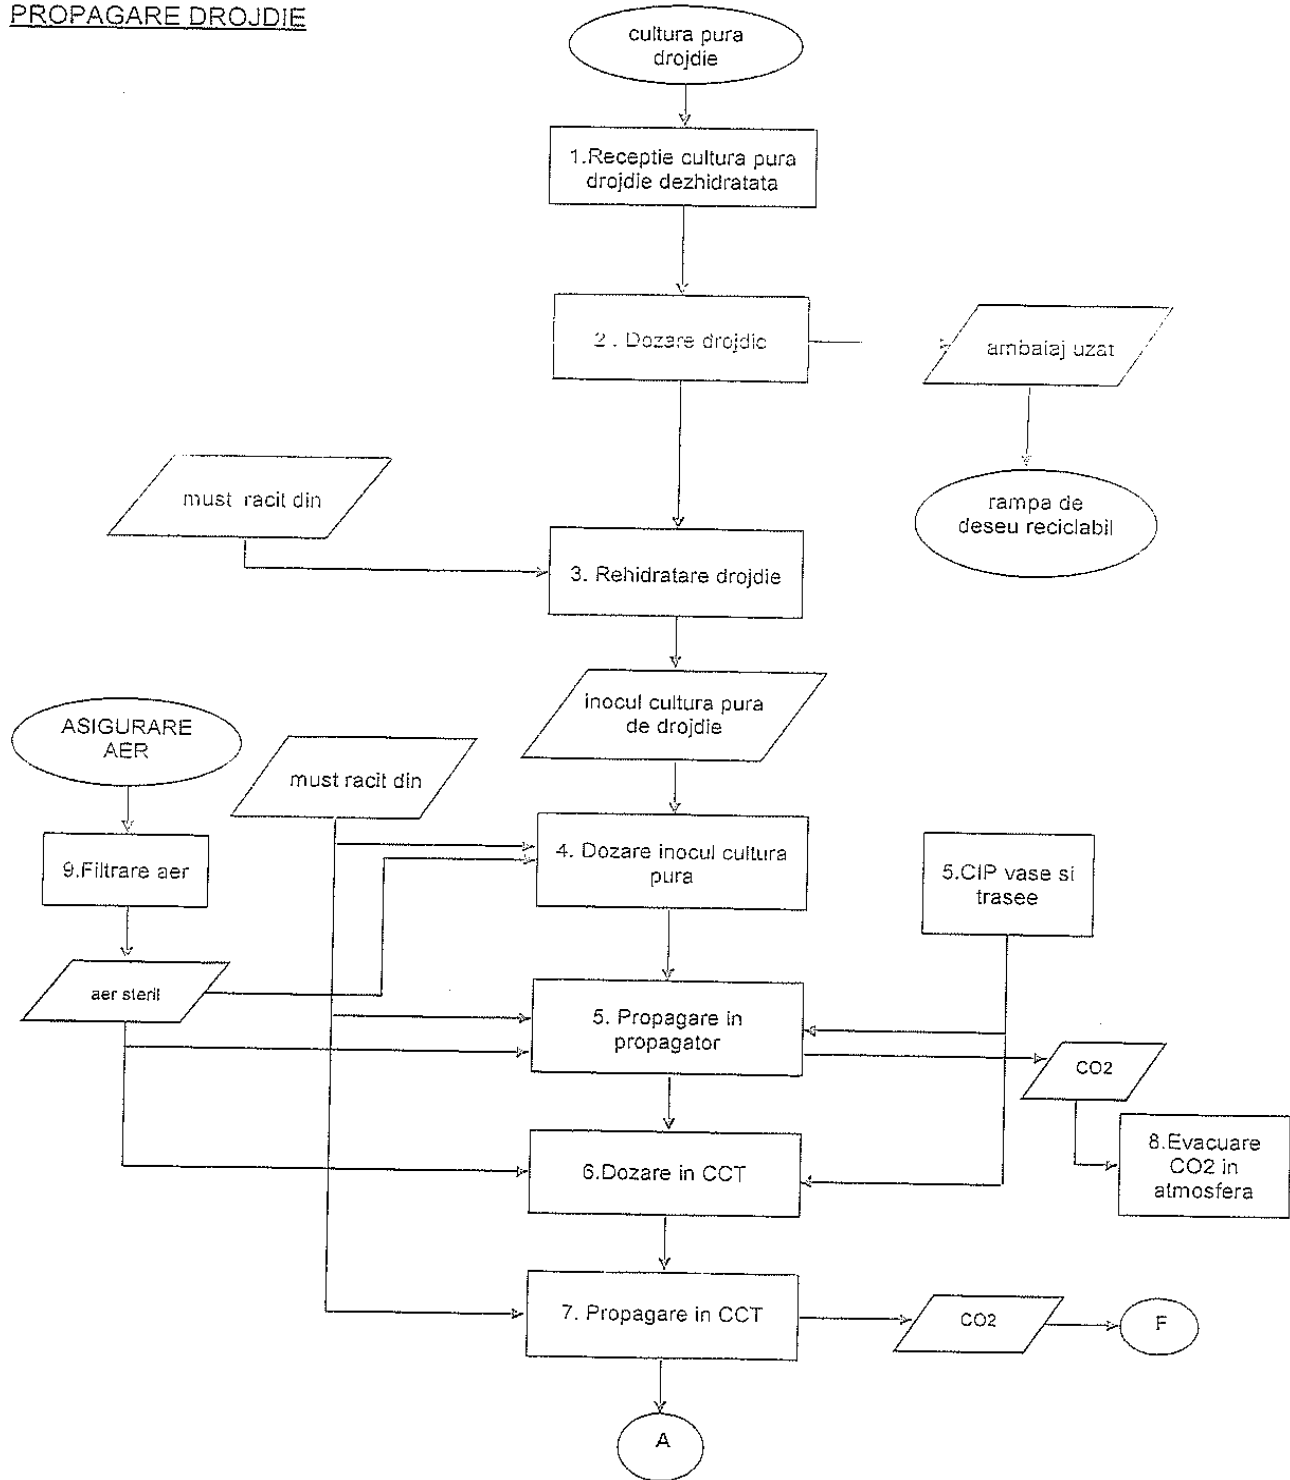 PROPAGARE DROJDIE
cultura pura
drojdie
1.Receptie cultura pura
drojdie dezhidratata
2 . Dozare drojdie
ambalaj uzat
must racit din
rampa de
deseu reciclabil
3. Rehidratare drojdie
inocul cultura pura
de drojdie
ASIGURARE
AER
must racit din
9.Filtrare aer
4. Dozare inocul cultura
pura
5.CIP vase si
trasee
aer steril
5. Propagare in
propagator
CO2
6.Dozare in CCT
8.Evacuare
CO2 in
atmosfera
7. Propagare in CCT
CO2
F
A